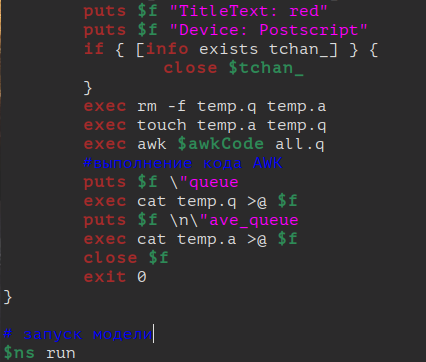 puts $f "TitleText: red"
puts $f "Device: Postscript"
if { [info exists tchan_] } {
close $tchan_
}
exec rm -f temp.q temp.a
exec touch temp.a temp.q
exec awk $awkCode all.q
#выполнение кода AWK
puts $f \"queue
exec cat temp.q >@ $f
puts $f \n\"ave_queue
exec cat temp.a >@ $f
close $f
exit 0
}
# запуск модели
$ns run